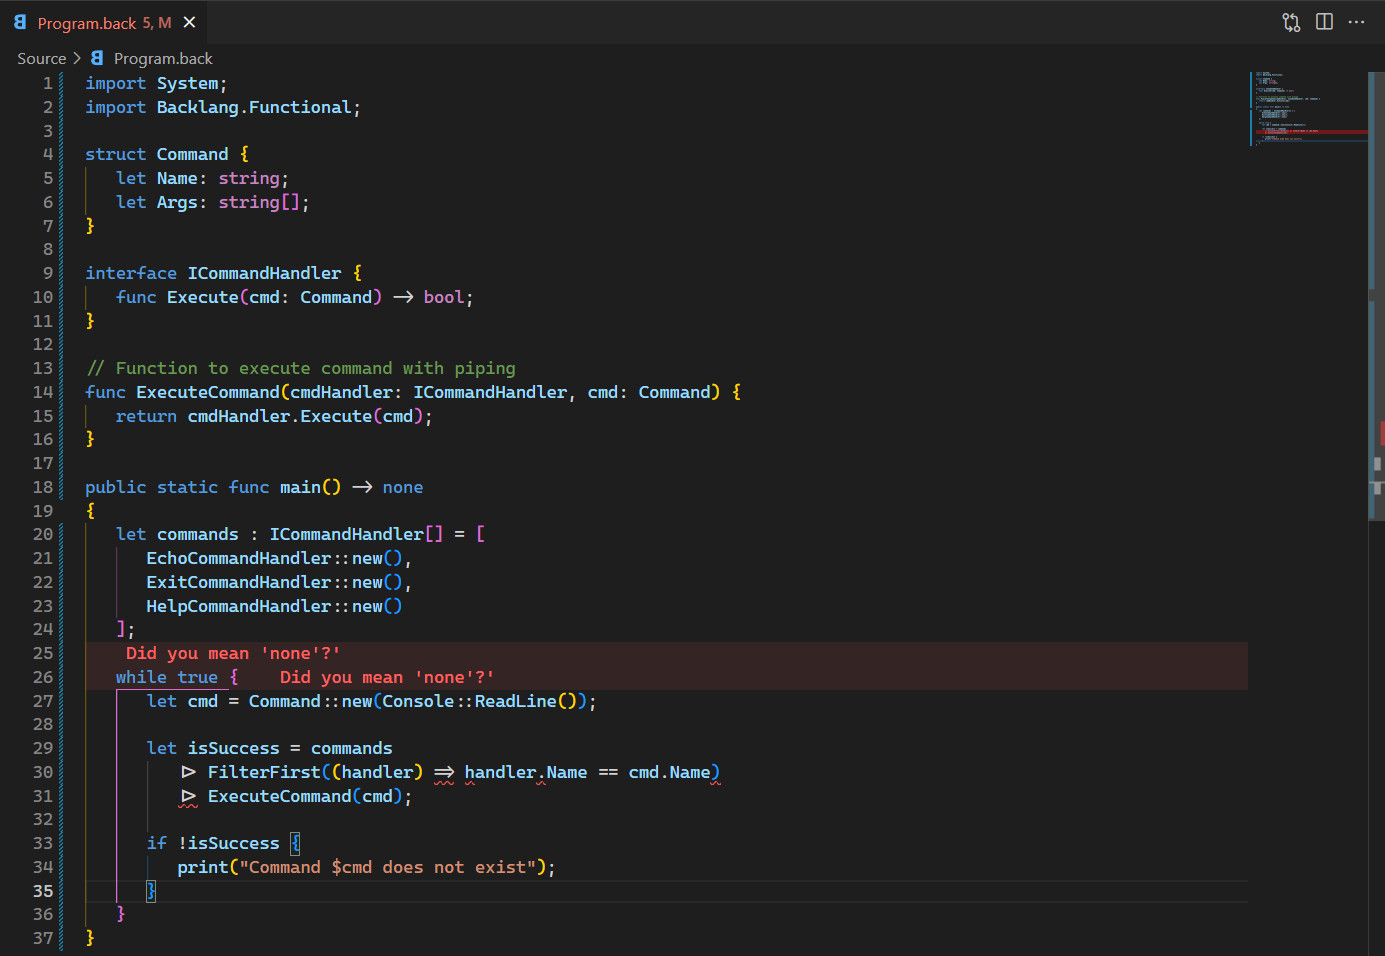 Program.back 5, M
Source > Program.back
1 import System;
2 import Backlang.Functional;
3
4 struct Command {
5 let Name: string;
6 let Args: string[];
7 }
8
9 interface ICommandHandler {
10 func Execute(cmd: Command) -> bool;
11 }
12
13 // Function to execute command with piping
14 func ExecuteCommand(cmdHandler: ICommandHandler, cmd: Command) {
15 return cmdHandler.Execute(cmd);
16 }
17
18 public static func main() -> none
19 {
20 let commands : ICommandHandler[] = [
21 EchoCommandHandler::new(),
22 ExitCommandHandler::new(),
23 HelpCommandHandler::new()
24 ];
25 Did you mean 'none'?'
26 while true { Did you mean 'none'?'
27 let cmd = Command::new(Console::ReadLine());
28
29 let isSuccess = commands
30 |> FilterFirst((handler) => handler.Name == cmd.Name)
31 |> ExecuteCommand(cmd);
32
33 if !isSuccess {
34 print("Command $cmd does not exist");
35 }
36 }
37 }